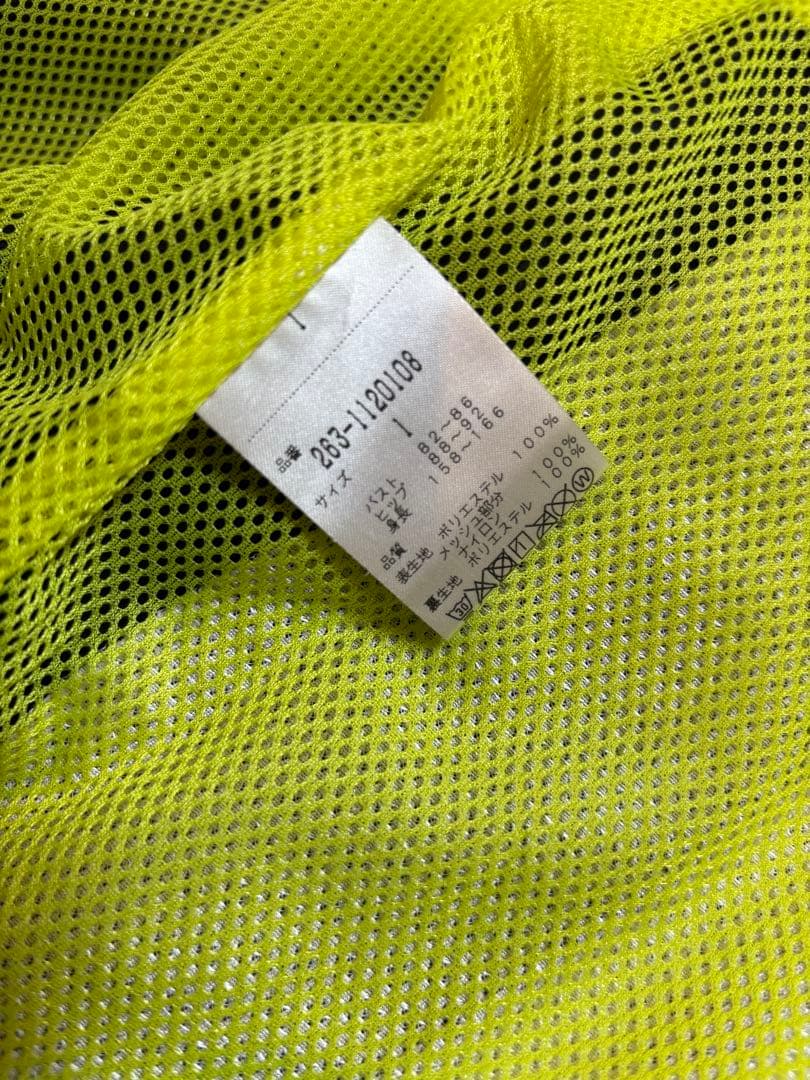 1
品番
263-1120108
サイズ 1
バスト 82~86
ヒップ 88~92
身長 158~166
品質
表生地 ポリエステル 100%
メッシュ部分
ナイロン 100%
裏生地 ポリエステル 100%
30 W